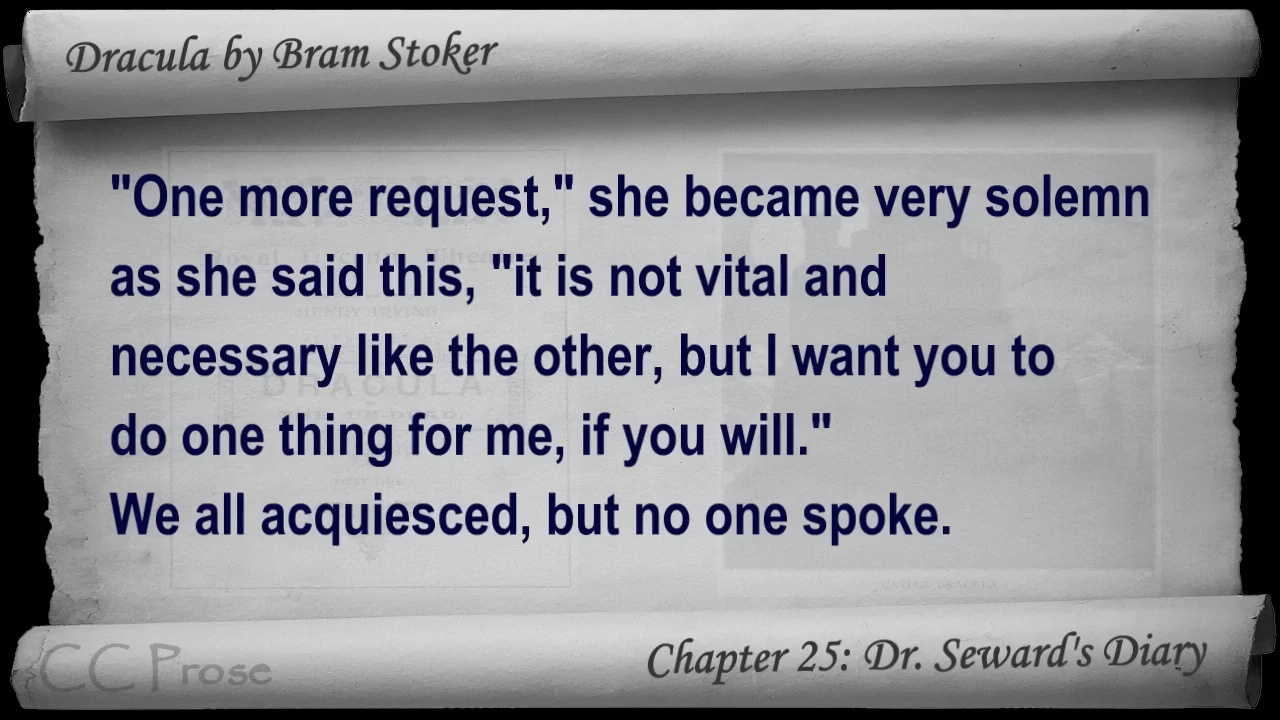 Dracula by Bram Stoker
"One more request," she became very solemn
as she said this, "it is not vital and
necessary like the other, but I want you to
do one thing for me, if you will."
We all acquiesced, but no one spoke.
CC Prose
Chapter 25: Dr. Seward's Diary